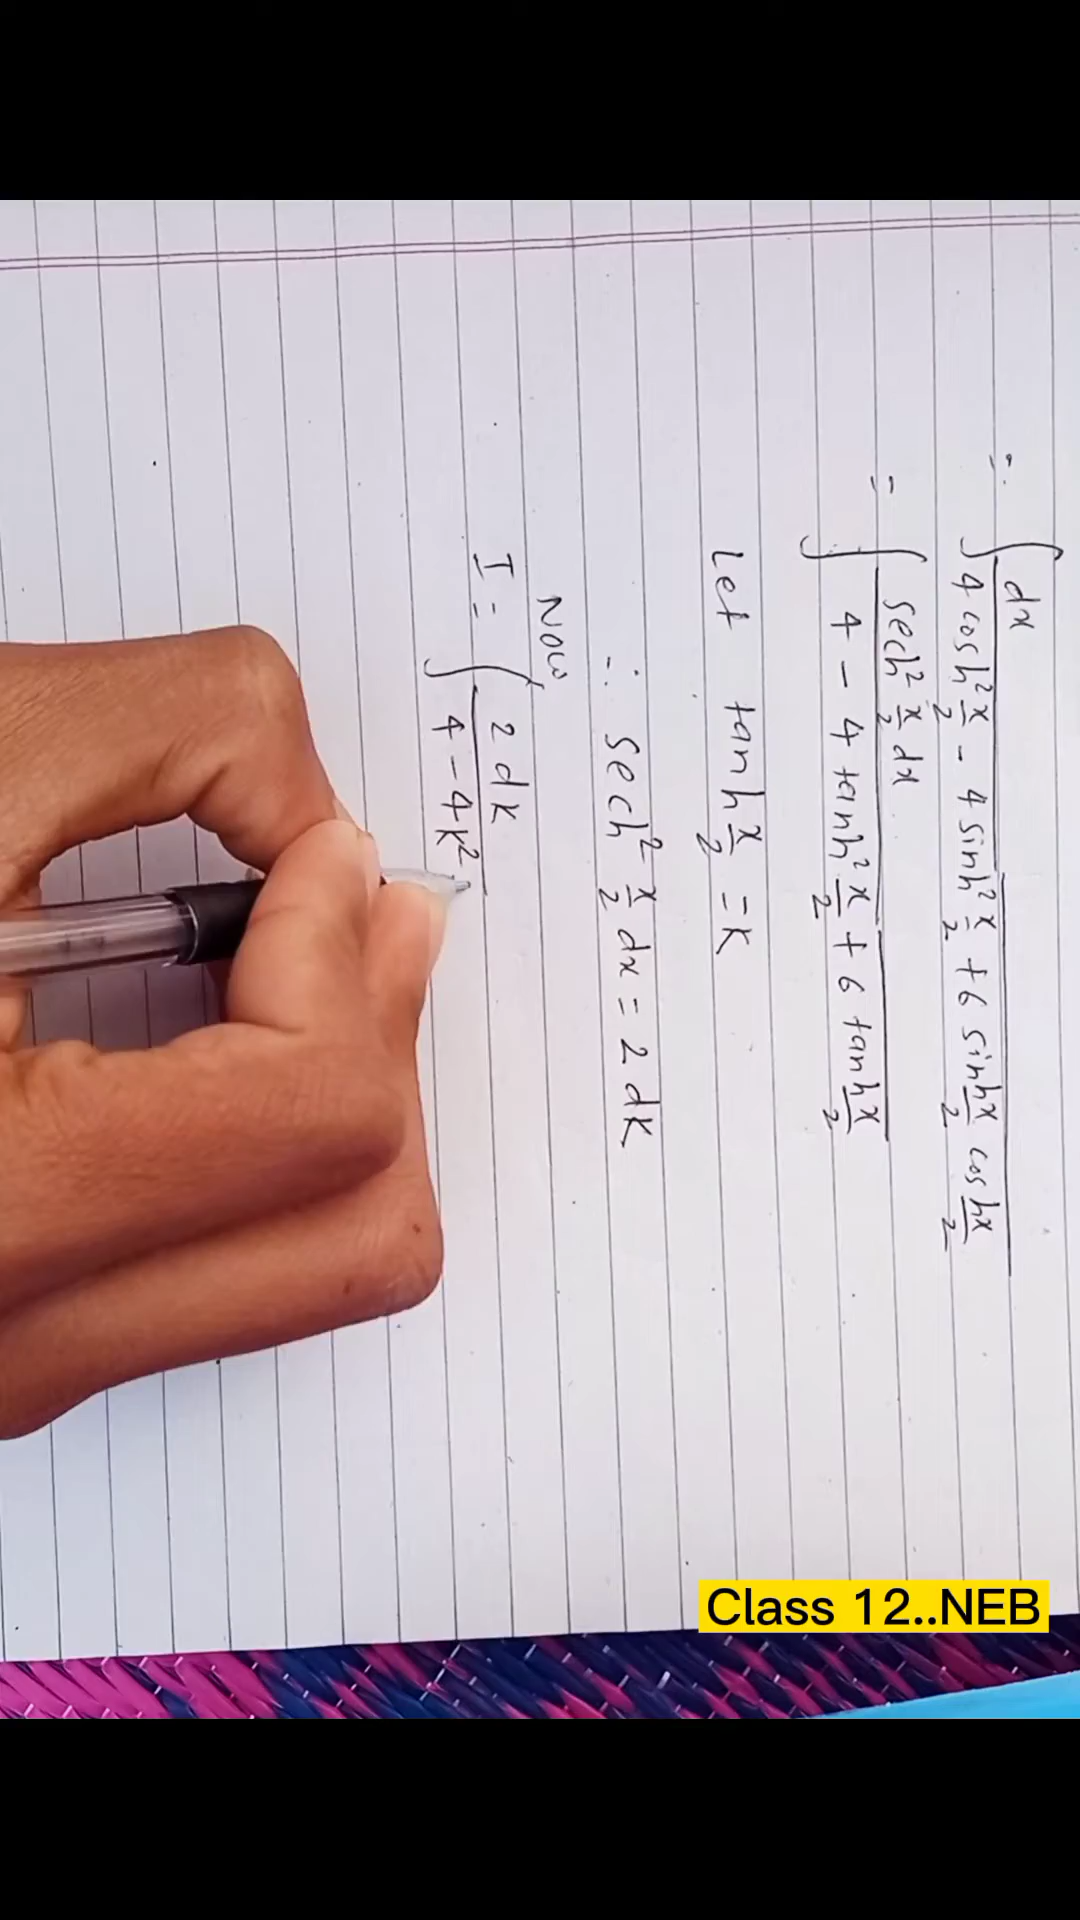 = ∫ dx / (4 cosh² x/2 - 4 sinh² x/2 + 6 sinh x/2 cosh x/2)
= ∫ sech² x/2 dx / (4 - 4 tanh² x/2 + 6 tanh x/2)
Let tanh x/2 = K
∴ sech² x/2 dx = 2 dK
Now
I = ∫ 2 dK / (4 - 4K²
Class 12..NEB